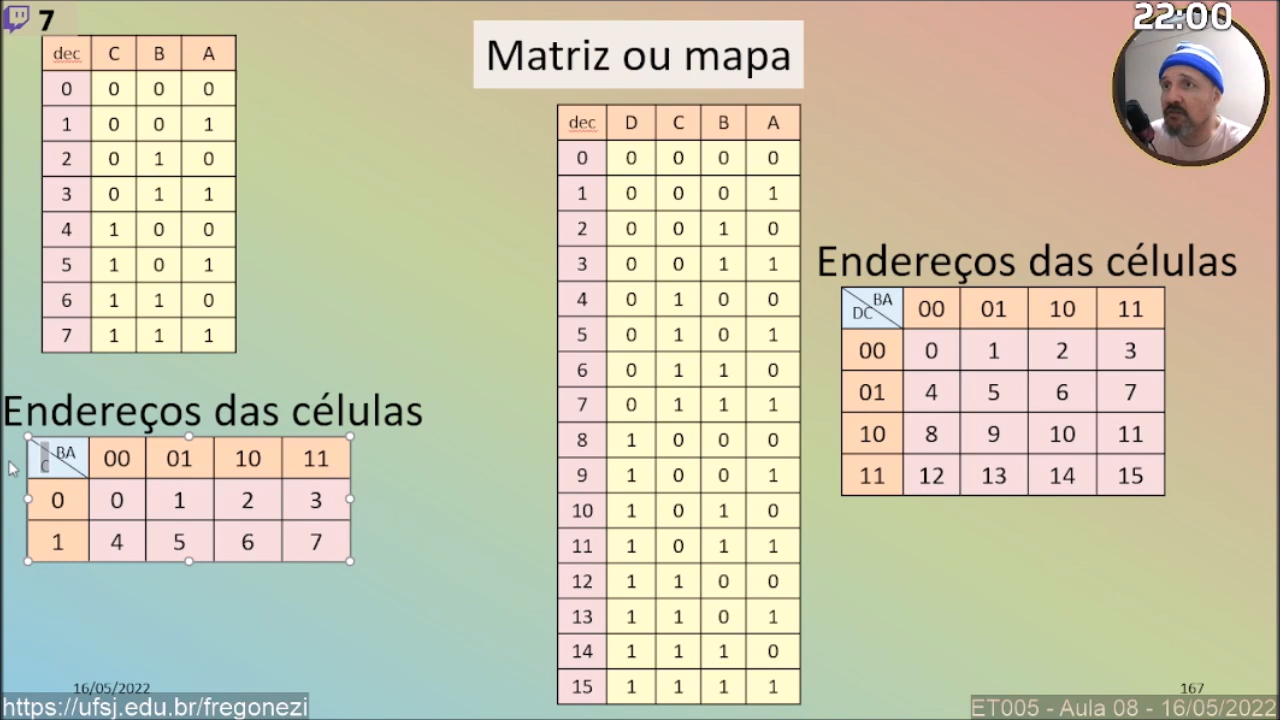 7
22:00
Matriz ou mapa
dec C B A
0 0 0 0
1 0 0 1
2 0 1 0
3 0 1 1
4 1 0 0
5 1 0 1
6 1 1 0
7 1 1 1
dec D C B A
0 0 0 0 0
1 0 0 0 1
2 0 0 1 0
3 0 0 1 1
4 0 1 0 0
5 0 1 0 1
6 0 1 1 0
7 0 1 1 1
8 1 0 0 0
9 1 0 0 1
10 1 0 1 0
11 1 0 1 1
12 1 1 0 0
13 1 1 0 1
14 1 1 1 0
15 1 1 1 1
Endereços das células
BA
DC 00 01 10 11
00 0 1 2 3
01 4 5 6 7
10 8 9 10 11
11 12 13 14 15
Endereços das células
BA
C 00 01 10 11
0 0 1 2 3
1 4 5 6 7
16/05/2022
167
https://ufsj.edu.br/fregonezi
ET005 - Aula 08 - 16/05/2022